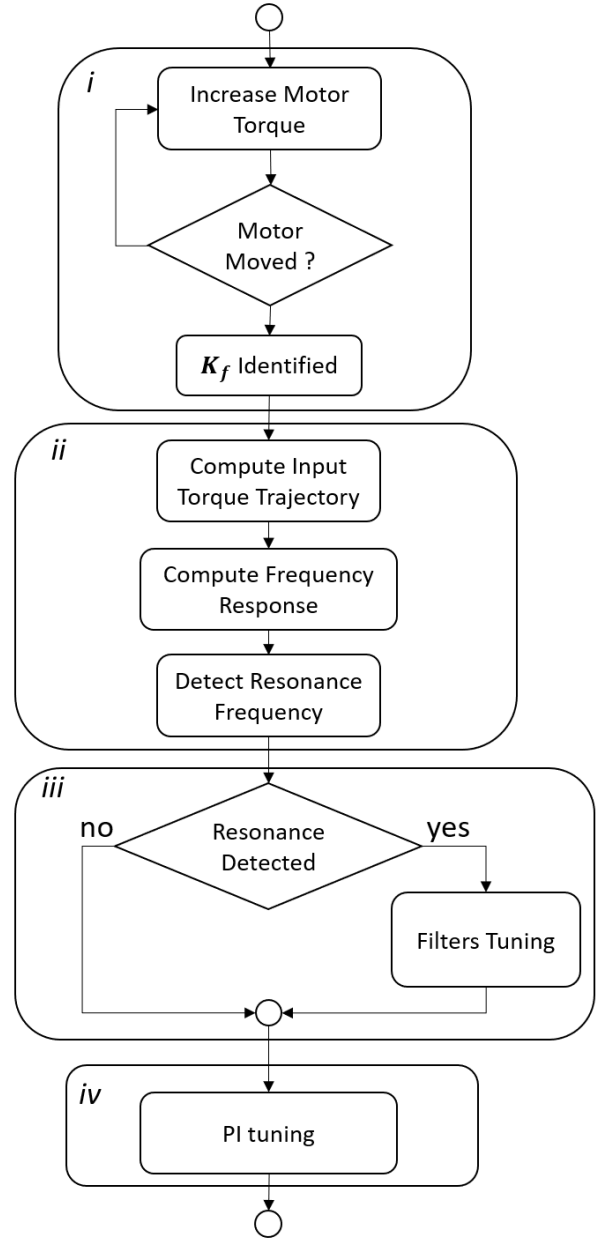 i
Increase Motor
Torque
Motor
Moved ?
K_f Identified
ii
Compute Input
Torque Trajectory
Compute Frequency
Response
Detect Resonance
Frequency
iii
no
Resonance
Detected
yes
Filters Tuning
iv
PI tuning